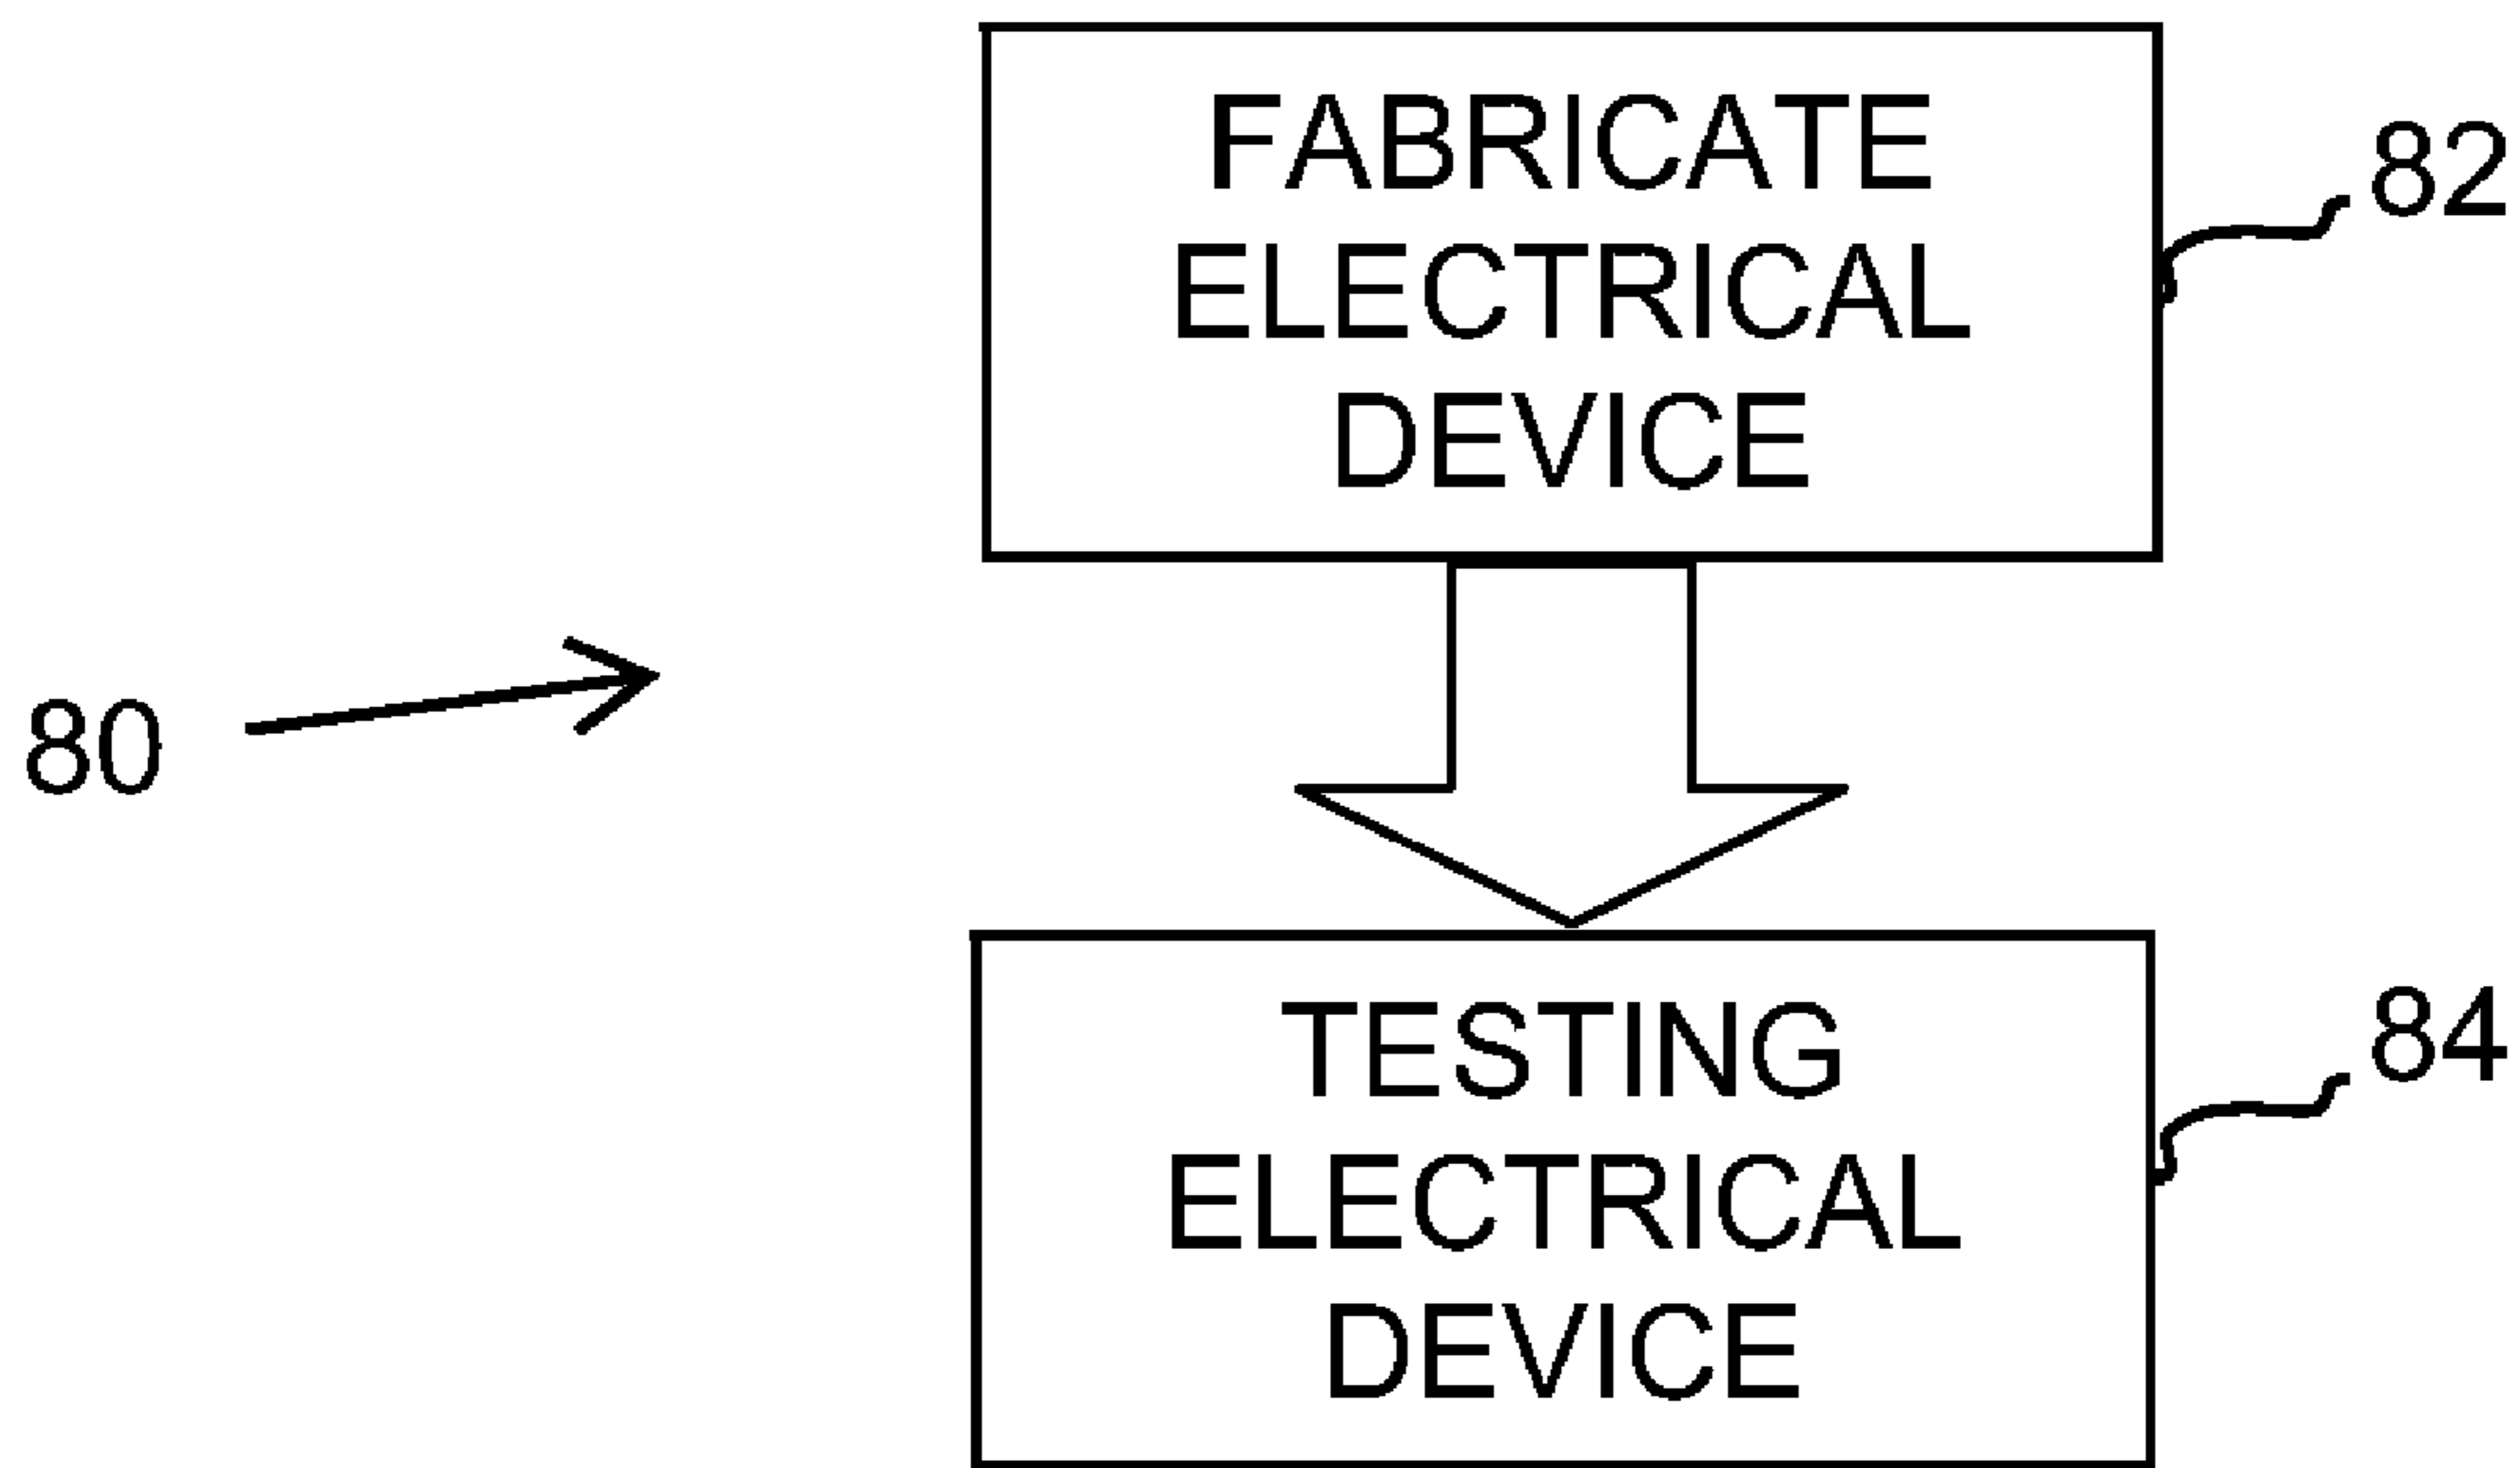 FABRICATE
ELECTRICAL
DEVICE
82
80
TESTING
ELECTRICAL
DEVICE
84